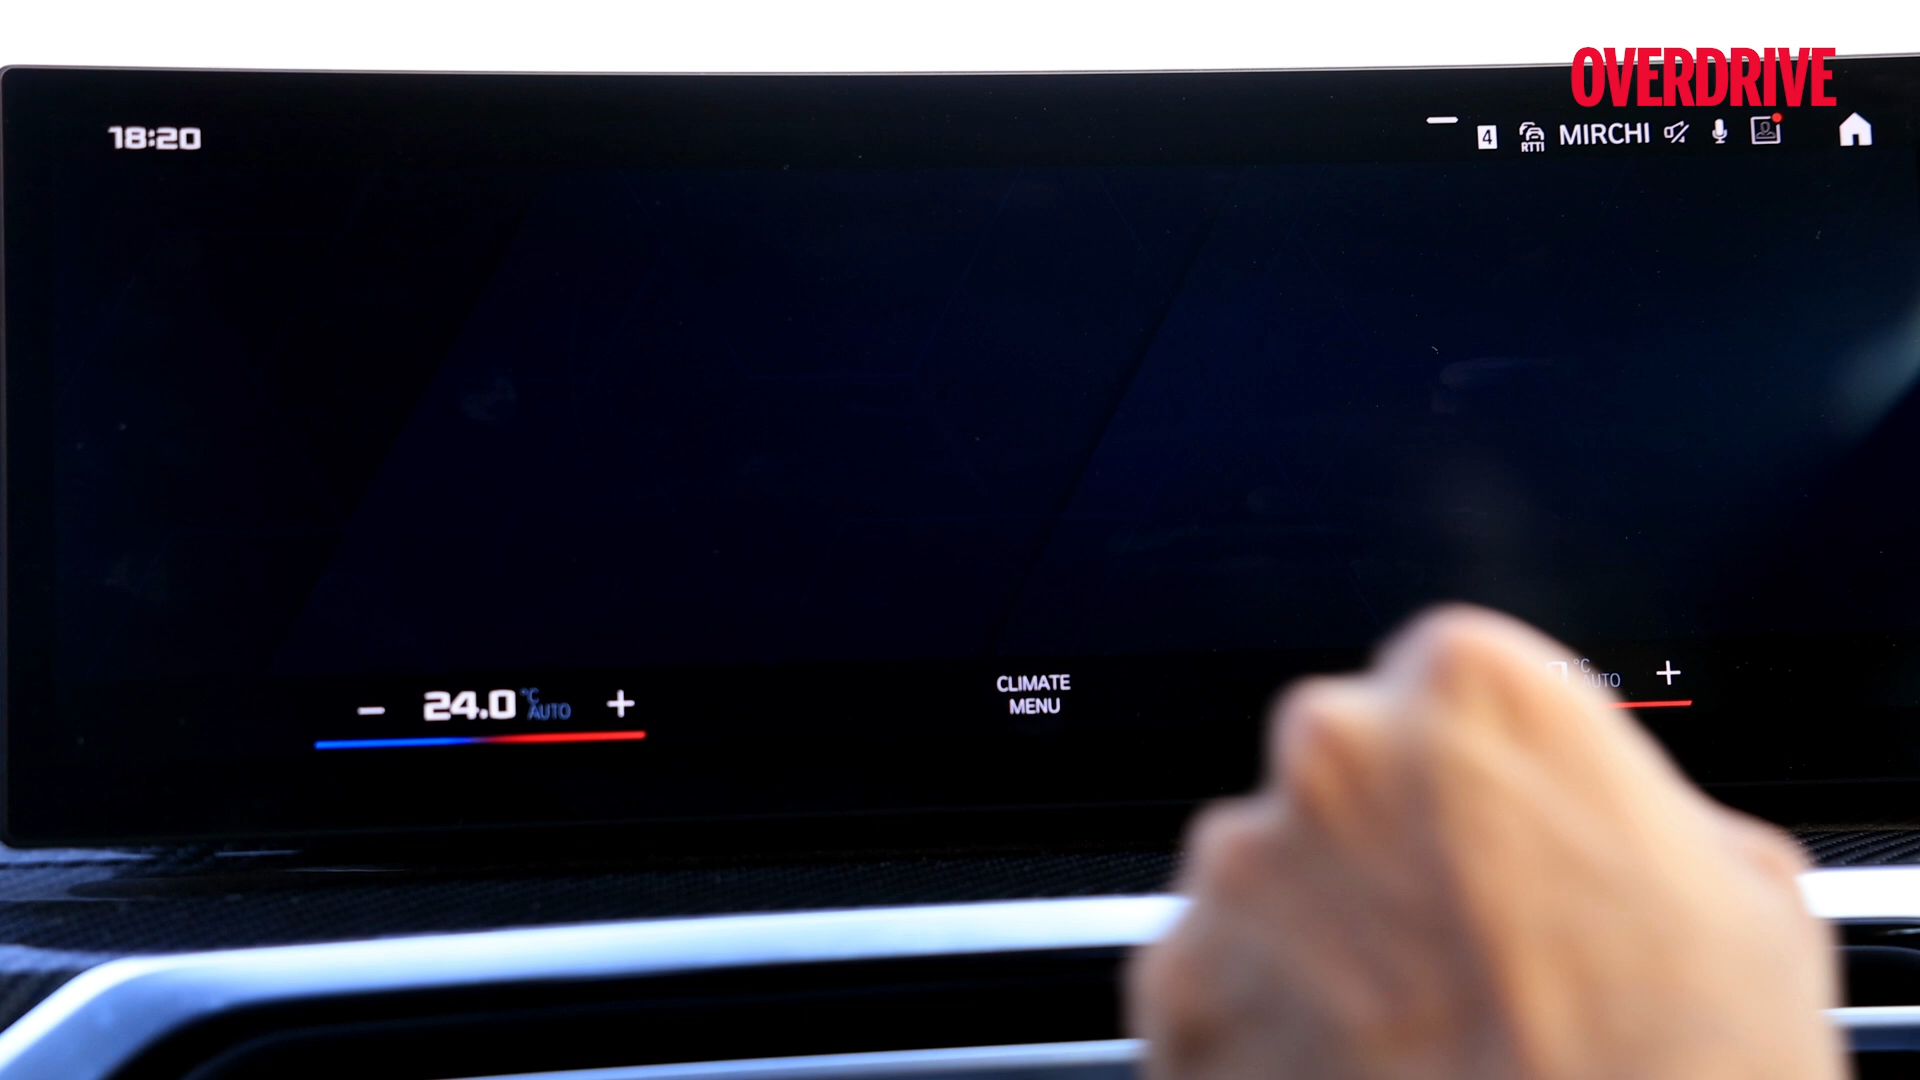 OVERDRIVE
18:20
4 RTTI MIRCHI
24.0 °C AUTO
CLIMATE
MENU
°C
AUTO